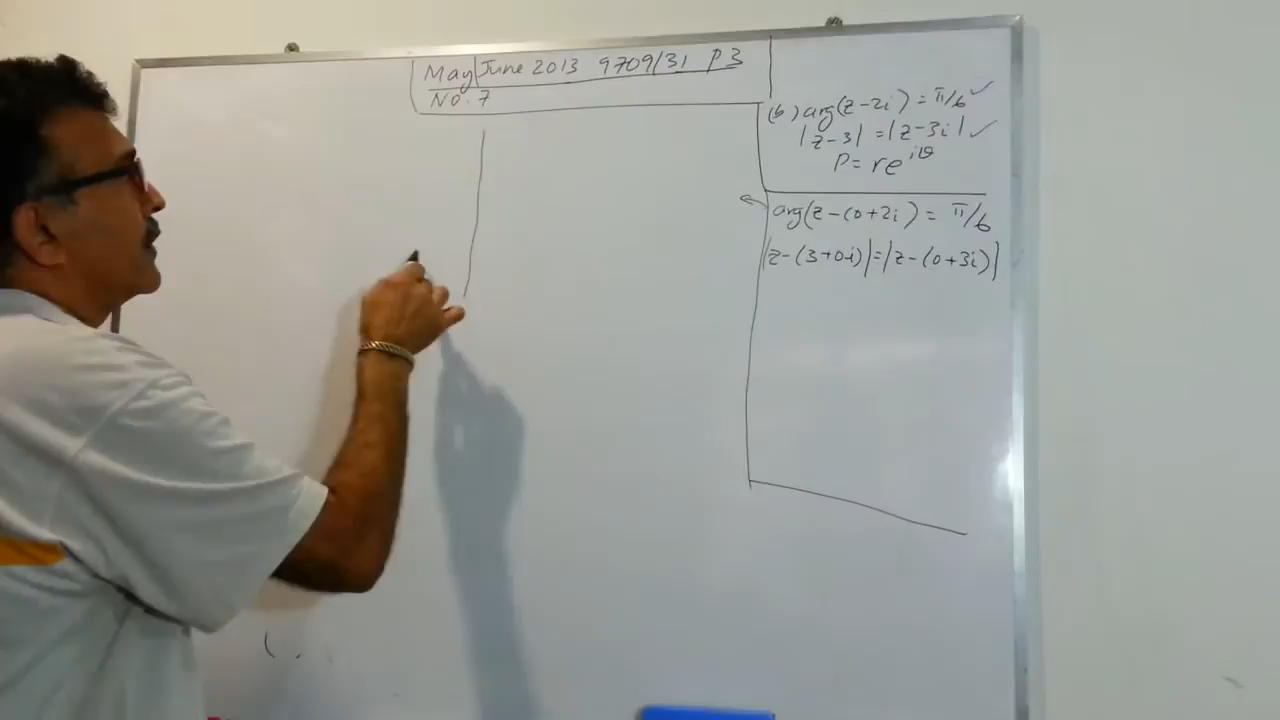 May/June 2013 9709/31 P3
No. 7
(b) arg(z-2i) = π/6 ✓
|z-3| = |z-3i| ✓
P = re^{iθ}
arg(z-(0+2i) = π/6
|z-(3+0i)|=|z-(0+3i)|